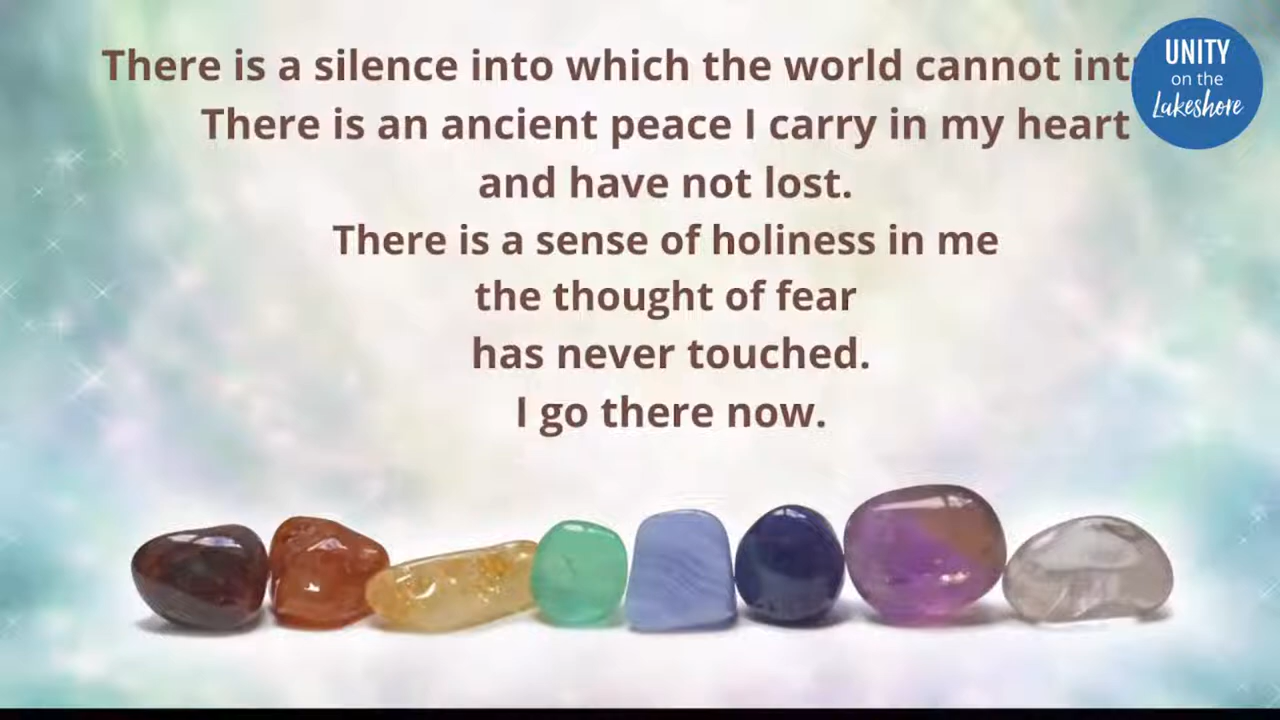 There is a silence into which the world cannot
There is an ancient peace I carry in my heart
and have not lost.
There is a sense of holiness in me
the thought of fear
has never touched.
I go there now.
UNITY
on the
Lakeshore